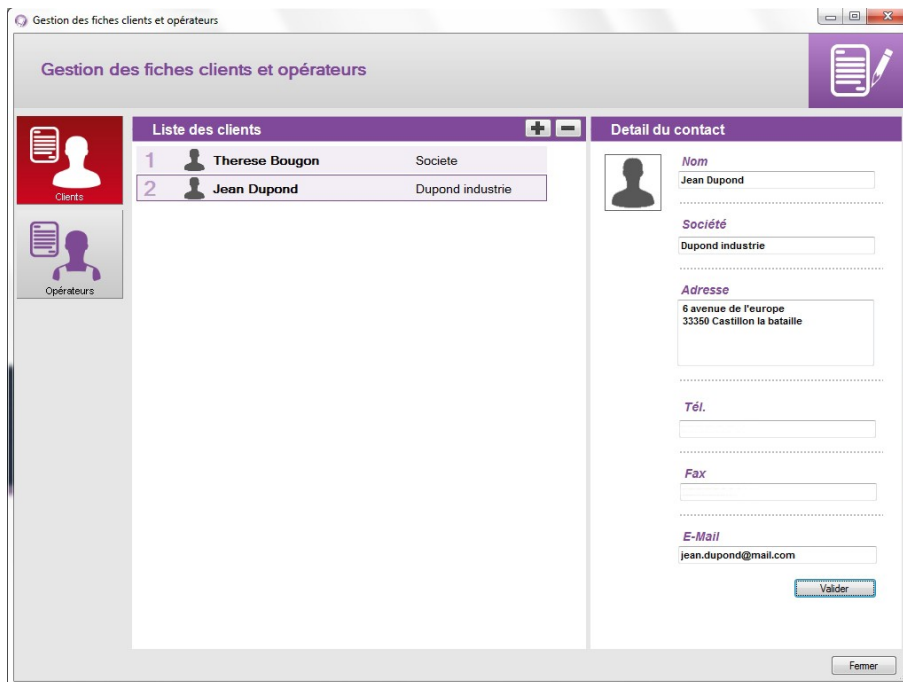 Gestion des fiches clients et opérateurs
Gestion des fiches clients et opérateurs
Clients
Opérateurs
Liste des clients
1 Therese Bougon Societe
2 Jean Dupond Dupond industrie
Detail du contact
Nom
Jean Dupond
Société
Dupond industrie
Adresse
6 avenue de l'europe
33350 Castillon la bataille
Tél.
Fax
E-Mail
jean.dupond@mail.com
Valider
Fermer